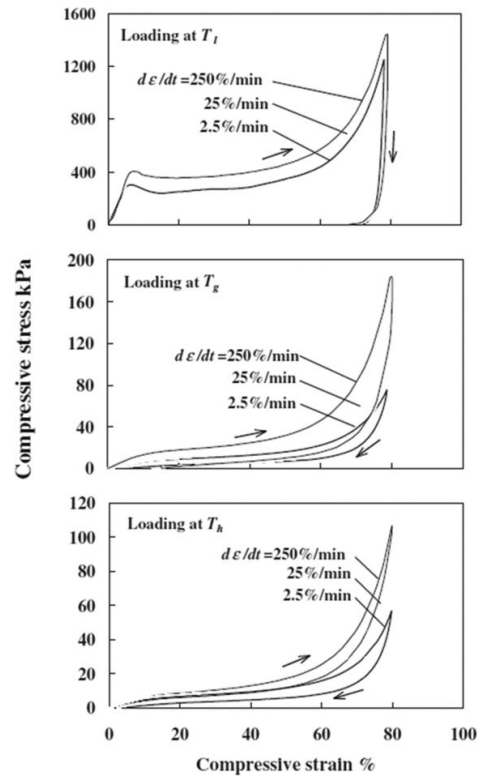 1600
1200
800
400
0
Loading at T_l
dε/dt=250%/min
25%/min
2.5%/min
200
160
120
80
40
0
Loading at T_g
dε/dt=250%/min
25%/min
2.5%/min
120
100
80
60
40
20
0
Loading at T_h
dε/dt=250%/min
25%/min
2.5%/min
0 20 40 60 80 100
Compressive strain %
Compressive stress kPa